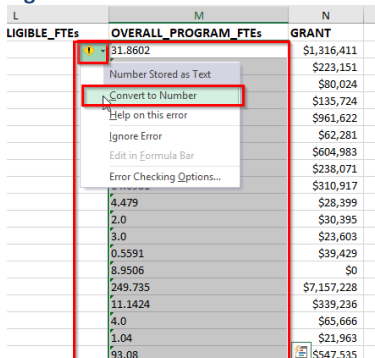 L M N
LIGIBLE_FTEs OVERALL_PROGRAM_FTEs GRANT
31.8602 $1,316,411
Number Stored as Text $223,151
Convert to Number $80,024
$135,724
Help on this error $961,622
Ignore Error $62,281
Edit in Formula Bar $604,983
Error Checking Options... $238,071
$310,917
4.479 $28,399
2.0 $30,395
3.0 $23,603
0.5591 $39,429
8.9506 $0
249.735 $7,157,228
11.1424 $339,236
4.0 $65,666
1.04 $21,963
93.08 $547,535